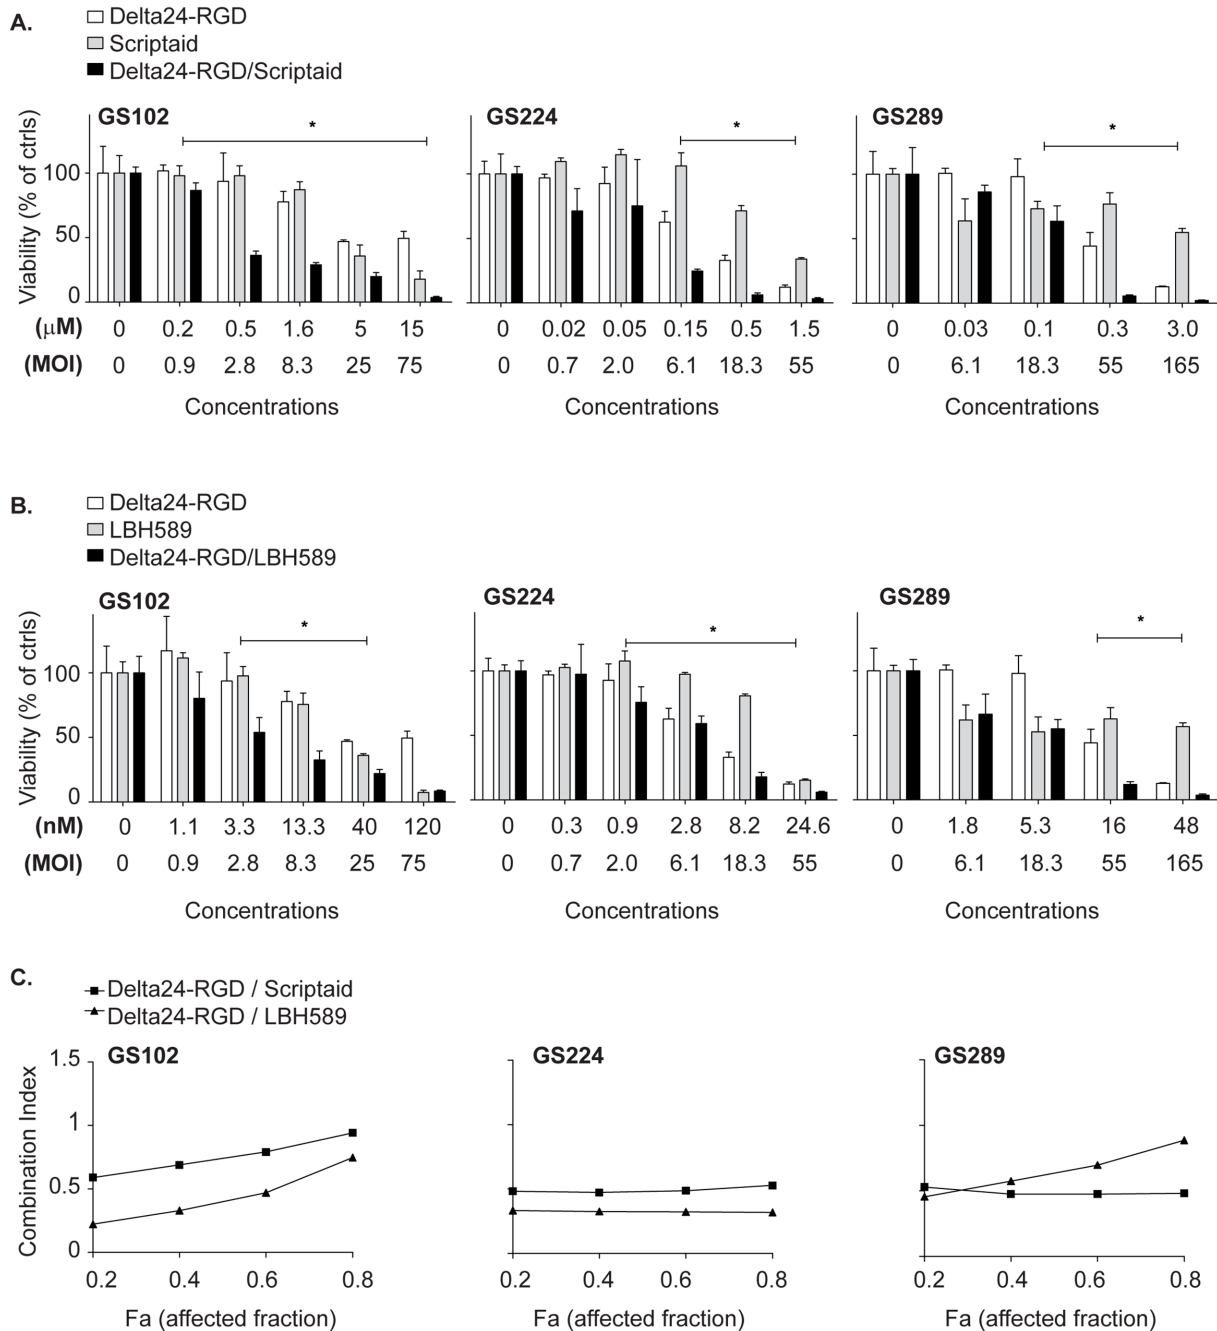 A.
Delta24-RGD
Scriptaid
Delta24-RGD/Scriptaid
GS102 GS224 GS289
Viability (% of ctrls)
100
50
0
* * *
(μM) 0 0.2 0.5 1.6 5 15 0 0.02 0.05 0.15 0.5 1.5 0 0.03 0.1 0.3 3.0
(MOI) 0 0.9 2.8 8.3 25 75 0 0.7 2.0 6.1 18.3 55 0 6.1 18.3 55 165
Concentrations Concentrations Concentrations
B.
Delta24-RGD
LBH589
Delta24-RGD/LBH589
GS102 GS224 GS289
Viability (% of ctrls)
100
50
0
* * *
(nM) 0 1.1 3.3 13.3 40 120 0 0.3 0.9 2.8 8.2 24.6 0 1.8 5.3 16 48
(MOI) 0 0.9 2.8 8.3 25 75 0 0.7 2.0 6.1 18.3 55 0 6.1 18.3 55 165
Concentrations Concentrations Concentrations
C.
Delta24-RGD / Scriptaid
Delta24-RGD / LBH589
GS102 GS224 GS289
Combination Index
1.5
1
0.5
0
0.2 0.4 0.6 0.8 0.2 0.4 0.6 0.8 0.2 0.4 0.6 0.8
Fa (affected fraction) Fa (affected fraction) Fa (affected fraction)